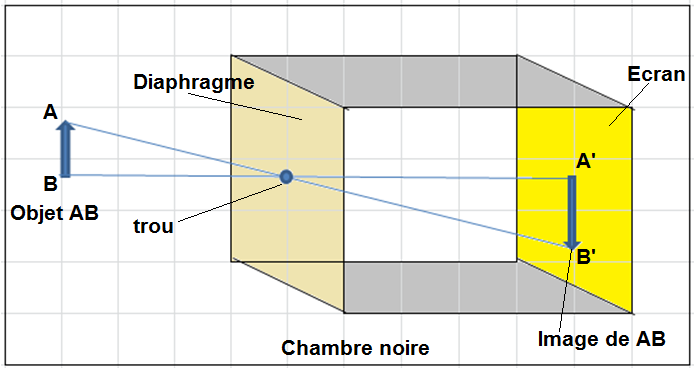 Diaphragme
Ecran
A
B
Objet AB
trou
A'
B'
Image de AB
Chambre noire